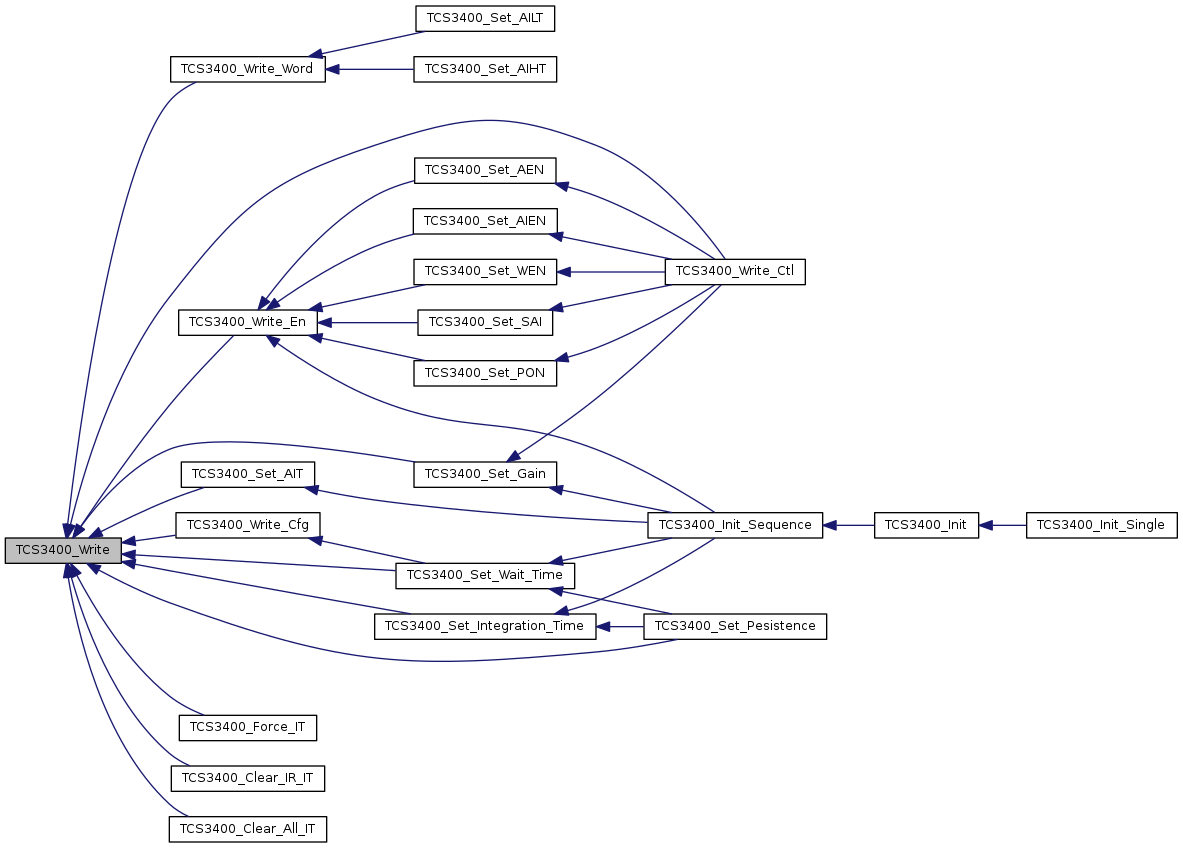 TCS3400_Set_AILT
TCS3400_Write_Word
TCS3400_Set_AIHT
TCS3400_Set_AEN
TCS3400_Set_AIEN
TCS3400_Set_WEN
TCS3400_Write_Ctl
TCS3400_Write_En
TCS3400_Set_SAI
TCS3400_Set_PON
TCS3400_Set_AIT
TCS3400_Set_Gain
TCS3400_Write_Cfg
TCS3400_Init_Sequence
TCS3400_Init
TCS3400_Init_Single
TCS3400_Write
TCS3400_Set_Wait_Time
TCS3400_Set_Integration_Time
TCS3400_Set_Pesistence
TCS3400_Force_IT
TCS3400_Clear_IR_IT
TCS3400_Clear_All_IT